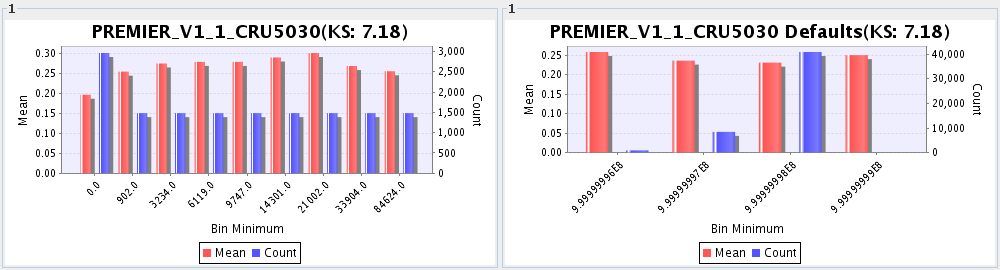 1
PREMIER_V1_1_CRU5030(KS: 7.18)
Mean
0.30
0.25
0.20
0.15
0.10
0.05
0.00
3,000
2,500
2,000
1,500
1,000
500
0
Count
0.0
902.0
3234.0
6119.0
9747.0
14301.0
21002.0
33904.0
84624.0
Bin Minimum
Mean Count
1
PREMIER_V1_1_CRU5030 Defaults(KS: 7.18)
Mean
0.25
0.20
0.15
0.10
0.05
0.00
40,000
30,000
20,000
10,000
0
Count
9.99999996E8
9.99999997E8
9.99999998E8
9.99999999E8
Bin Minimum
Mean Count